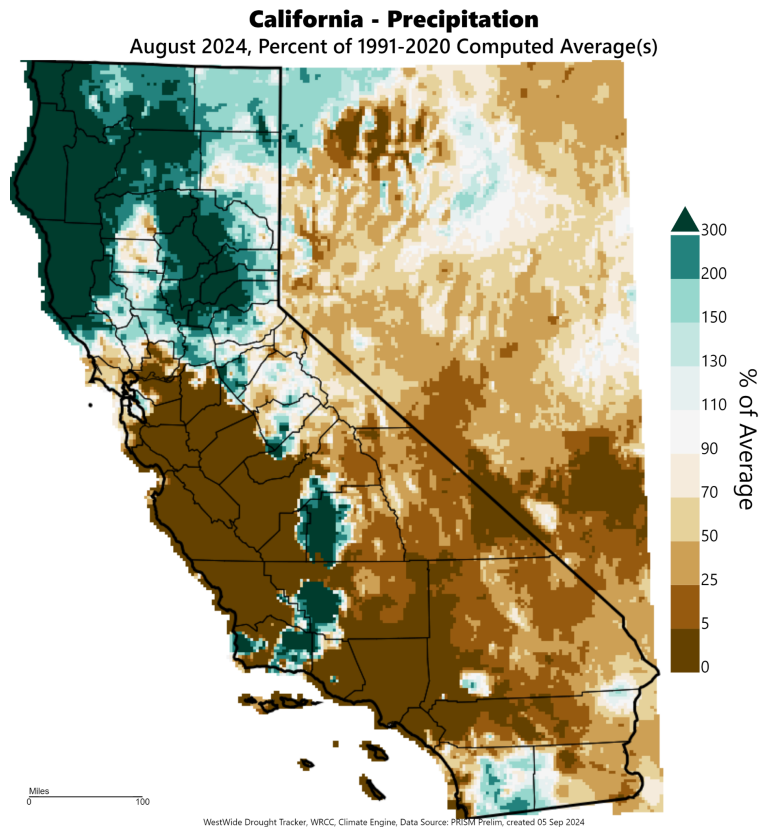 California - Precipitation
August 2024, Percent of 1991-2020 Computed Average(s)
300
200
150
130
110
90
70
50
25
5
0
% of Average
Miles
0 100
WestWide Drought Tracker, WRCC, Climate Engine, Data Source: PRISM Prelim, created 05 Sep 2024